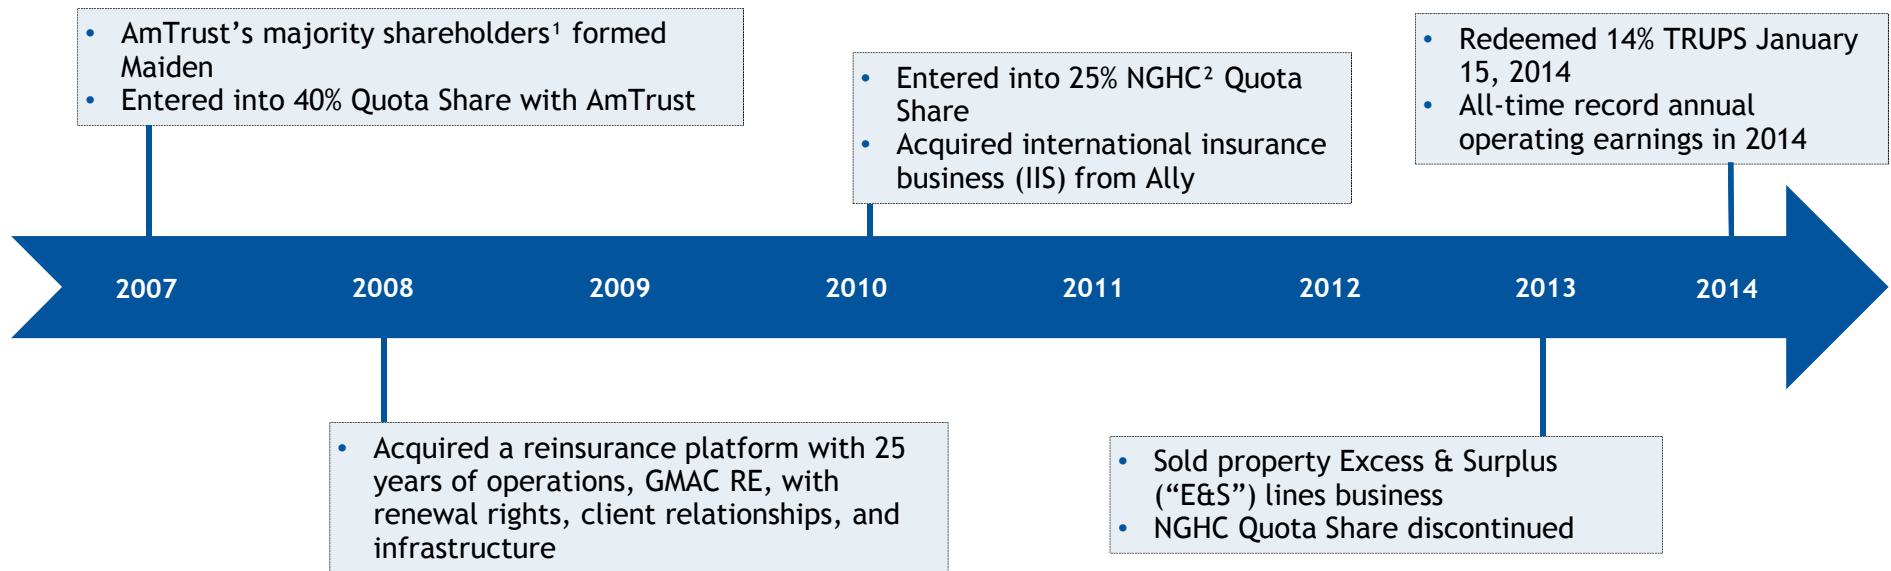 • AmTrust’s majority shareholders¹ formed
Maiden
• Entered into 40% Quota Share with AmTrust
• Entered into 25% NGHC² Quota
Share
• Acquired international insurance
business (IIS) from Ally
• Redeemed 14% TRUPS January
15, 2014
• All-time record annual
operating earnings in 2014
2007 2008 2009 2010 2011 2012 2013 2014
• Acquired a reinsurance platform with 25
years of operations, GMAC RE, with
renewal rights, client relationships, and
infrastructure
• Sold property Excess & Surplus
(“E&S”) lines business
• NGHC Quota Share discontinued